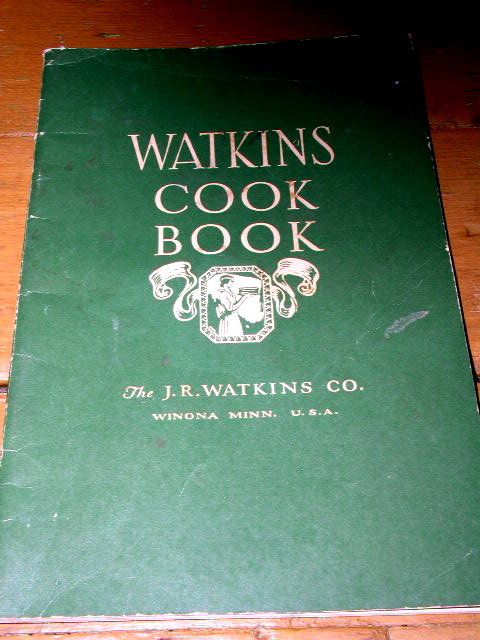 WATKINS
COOK
BOOK
The J.R. WATKINS CO.
WINONA MINN. U.S.A.